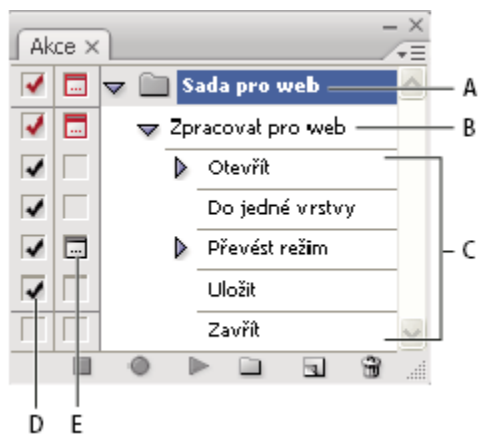 Akce
Sada pro web
A
Zpracovat pro web
B
Otevřít
Do jedné vrstvy
Převést režim
C
Uložit
Zavřít
D E